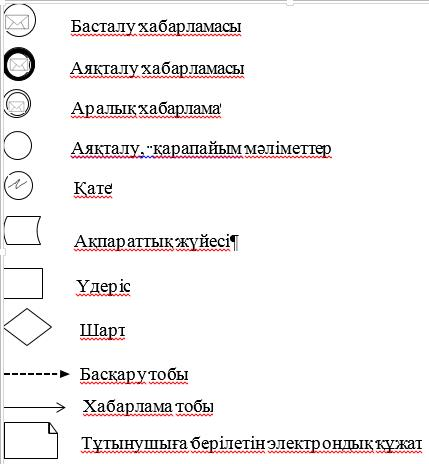 Басталу хабарламасы
Аяқталу хабарламасы
Аралық хабарлама
Аяқталу, қарапайым мәліметтер
Қате
Ақпараттық жүйесі¶
Үдеріс
Шарт
Басқару тобы
Хабарлама тобы
Тұтынушыға берілетін электрондық құжат